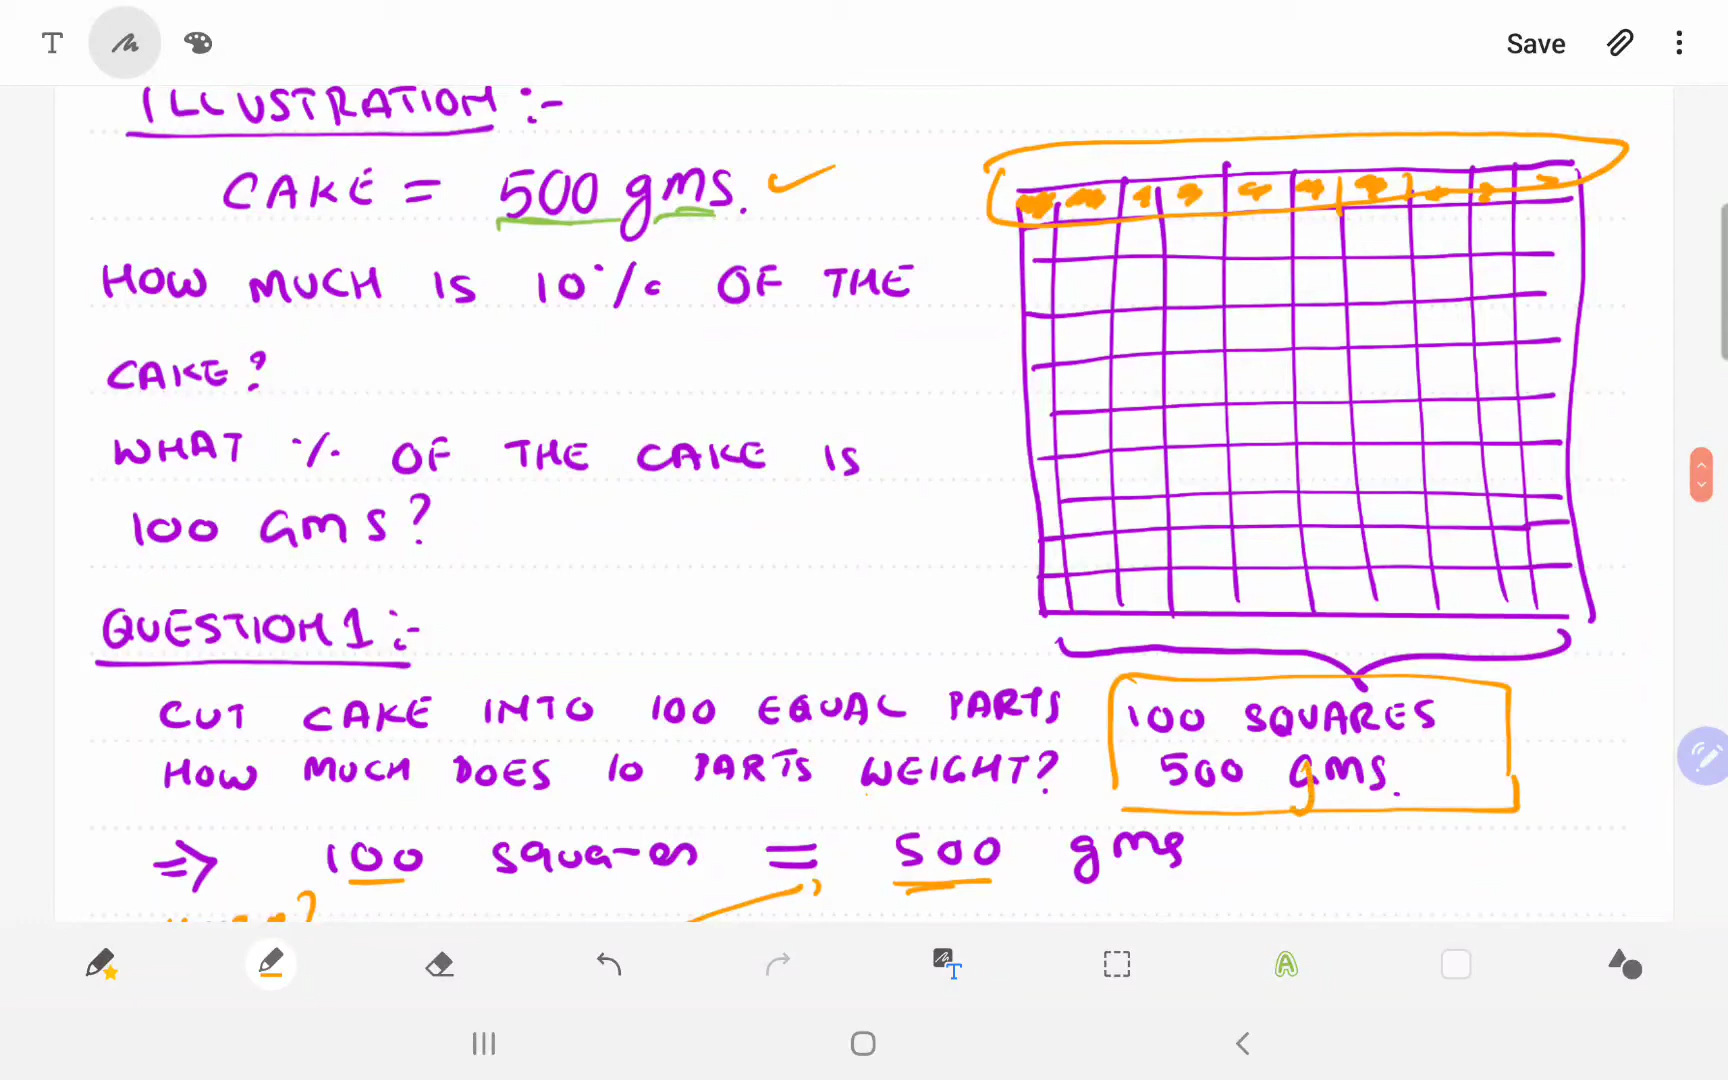 Save
ILLUSTRATION :-
CAKE = 500 gms.
HOW MUCH IS 10% OF THE
CAKE?
WHAT % OF THE CAKE IS
100 GMS?
QUESTION 1 :-
CUT CAKE INTO 100 EQUAL PARTS
HOW MUCH DOES 10 PARTS WEIGHT?
100 SQUARES
500 gms.
⇒ 100 squares = 500 gms